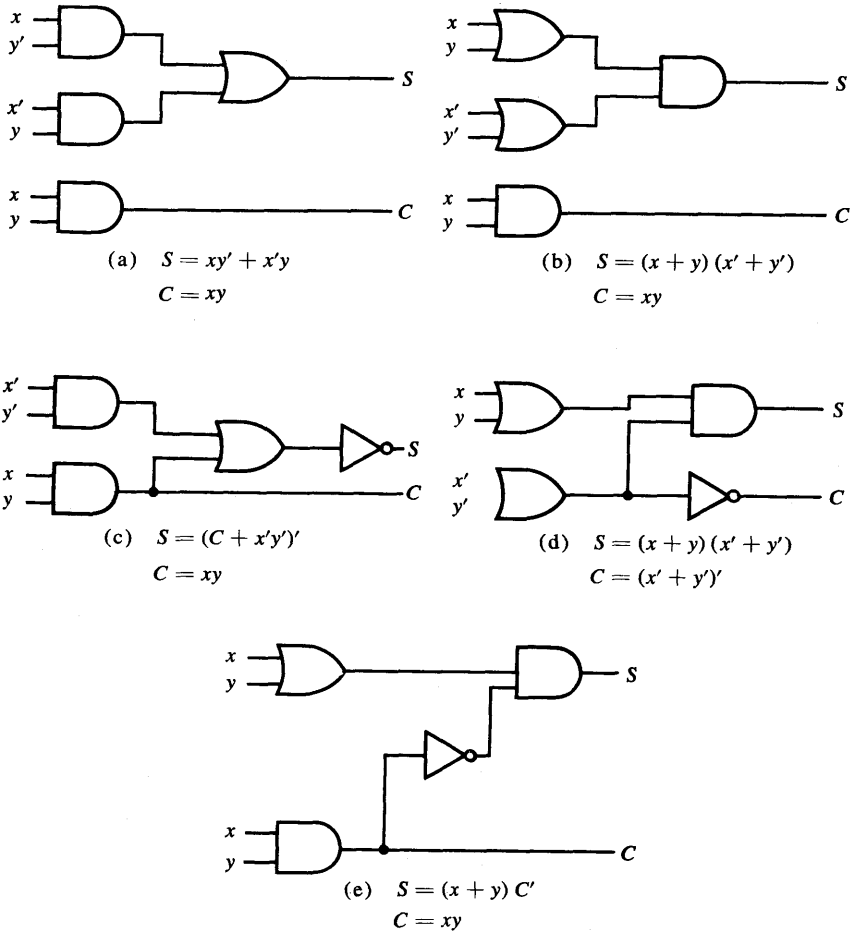 x
y′
x′
y
S
x
y
C
(a) S = xy′ + x′y
C = xy
x
y
x′
y′
S
x
y
C
(b) S = (x + y) (x′ + y′)
C = xy
x′
y′
S
x
y
C
(c) S = (C + x′y′)′
C = xy
x
y
S
x′
y′
C
(d) S = (x + y) (x′ + y′)
C = (x′ + y′)′
x
y
S
x
y
C
(e) S = (x + y) C′
C = xy